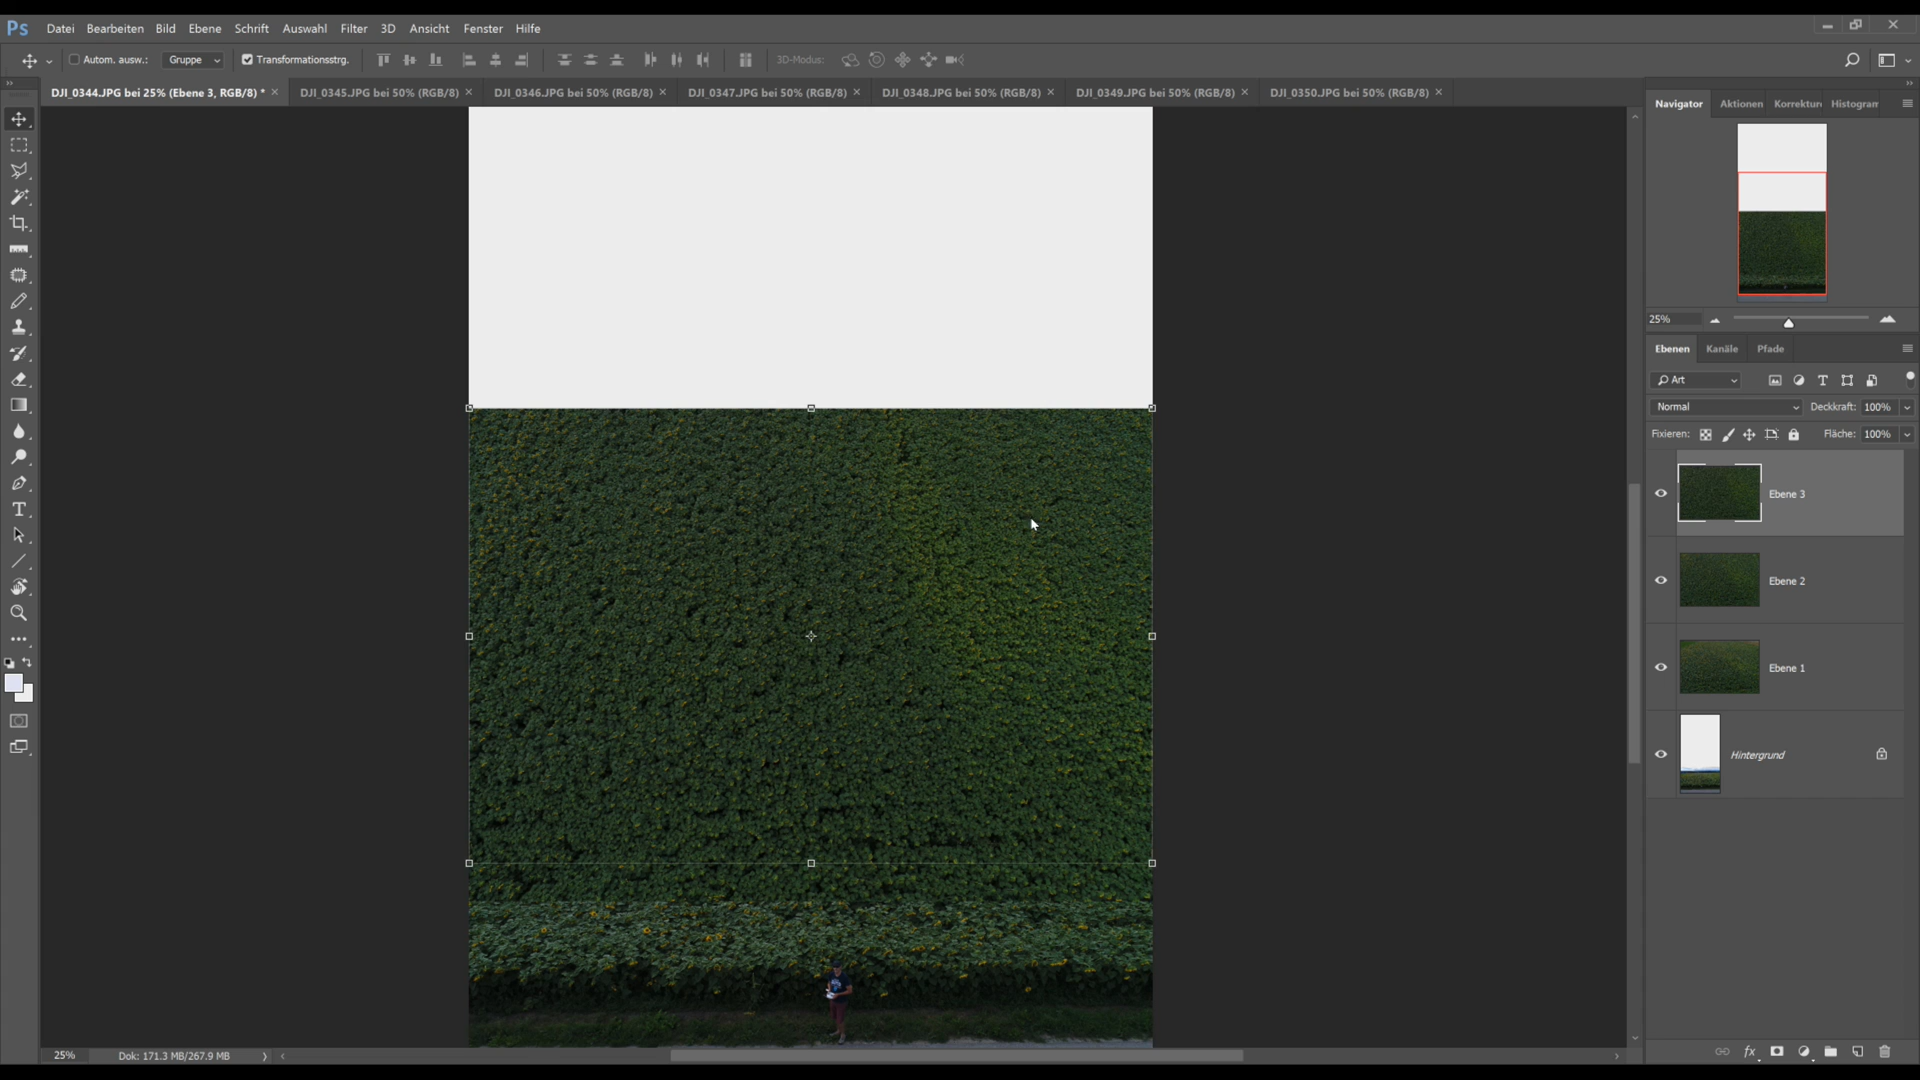 Ps Datei Bearbeiten Bild Ebene Schrift Auswahl Filter 3D Ansicht Fenster Hilfe
Autom. ausw.: Gruppe Transformationsstrg. 3D-Modus:
DJI_0344.JPG bei 25% (Ebene 3, RGB/8) * × DJI_0345.JPG bei 50% (RGB/8) × DJI_0346.JPG bei 50% (RGB/8) × DJI_0347.JPG bei 50% (RGB/8) × DJI_0348.JPG bei 50% (RGB/8) × DJI_0349.JPG bei 50% (RGB/8) × DJI_0350.JPG bei 50% (RGB/8) ×
Navigator Aktionen Korrekture Histogram
25%
Ebenen Kanäle Pfade
Art
Normal Deckkraft: 100%
Fixieren: Fläche: 100%
Ebene 3
Ebene 2
Ebene 1
Hintergrund
fx
25% Dok: 171.3 MB/267.9 MB